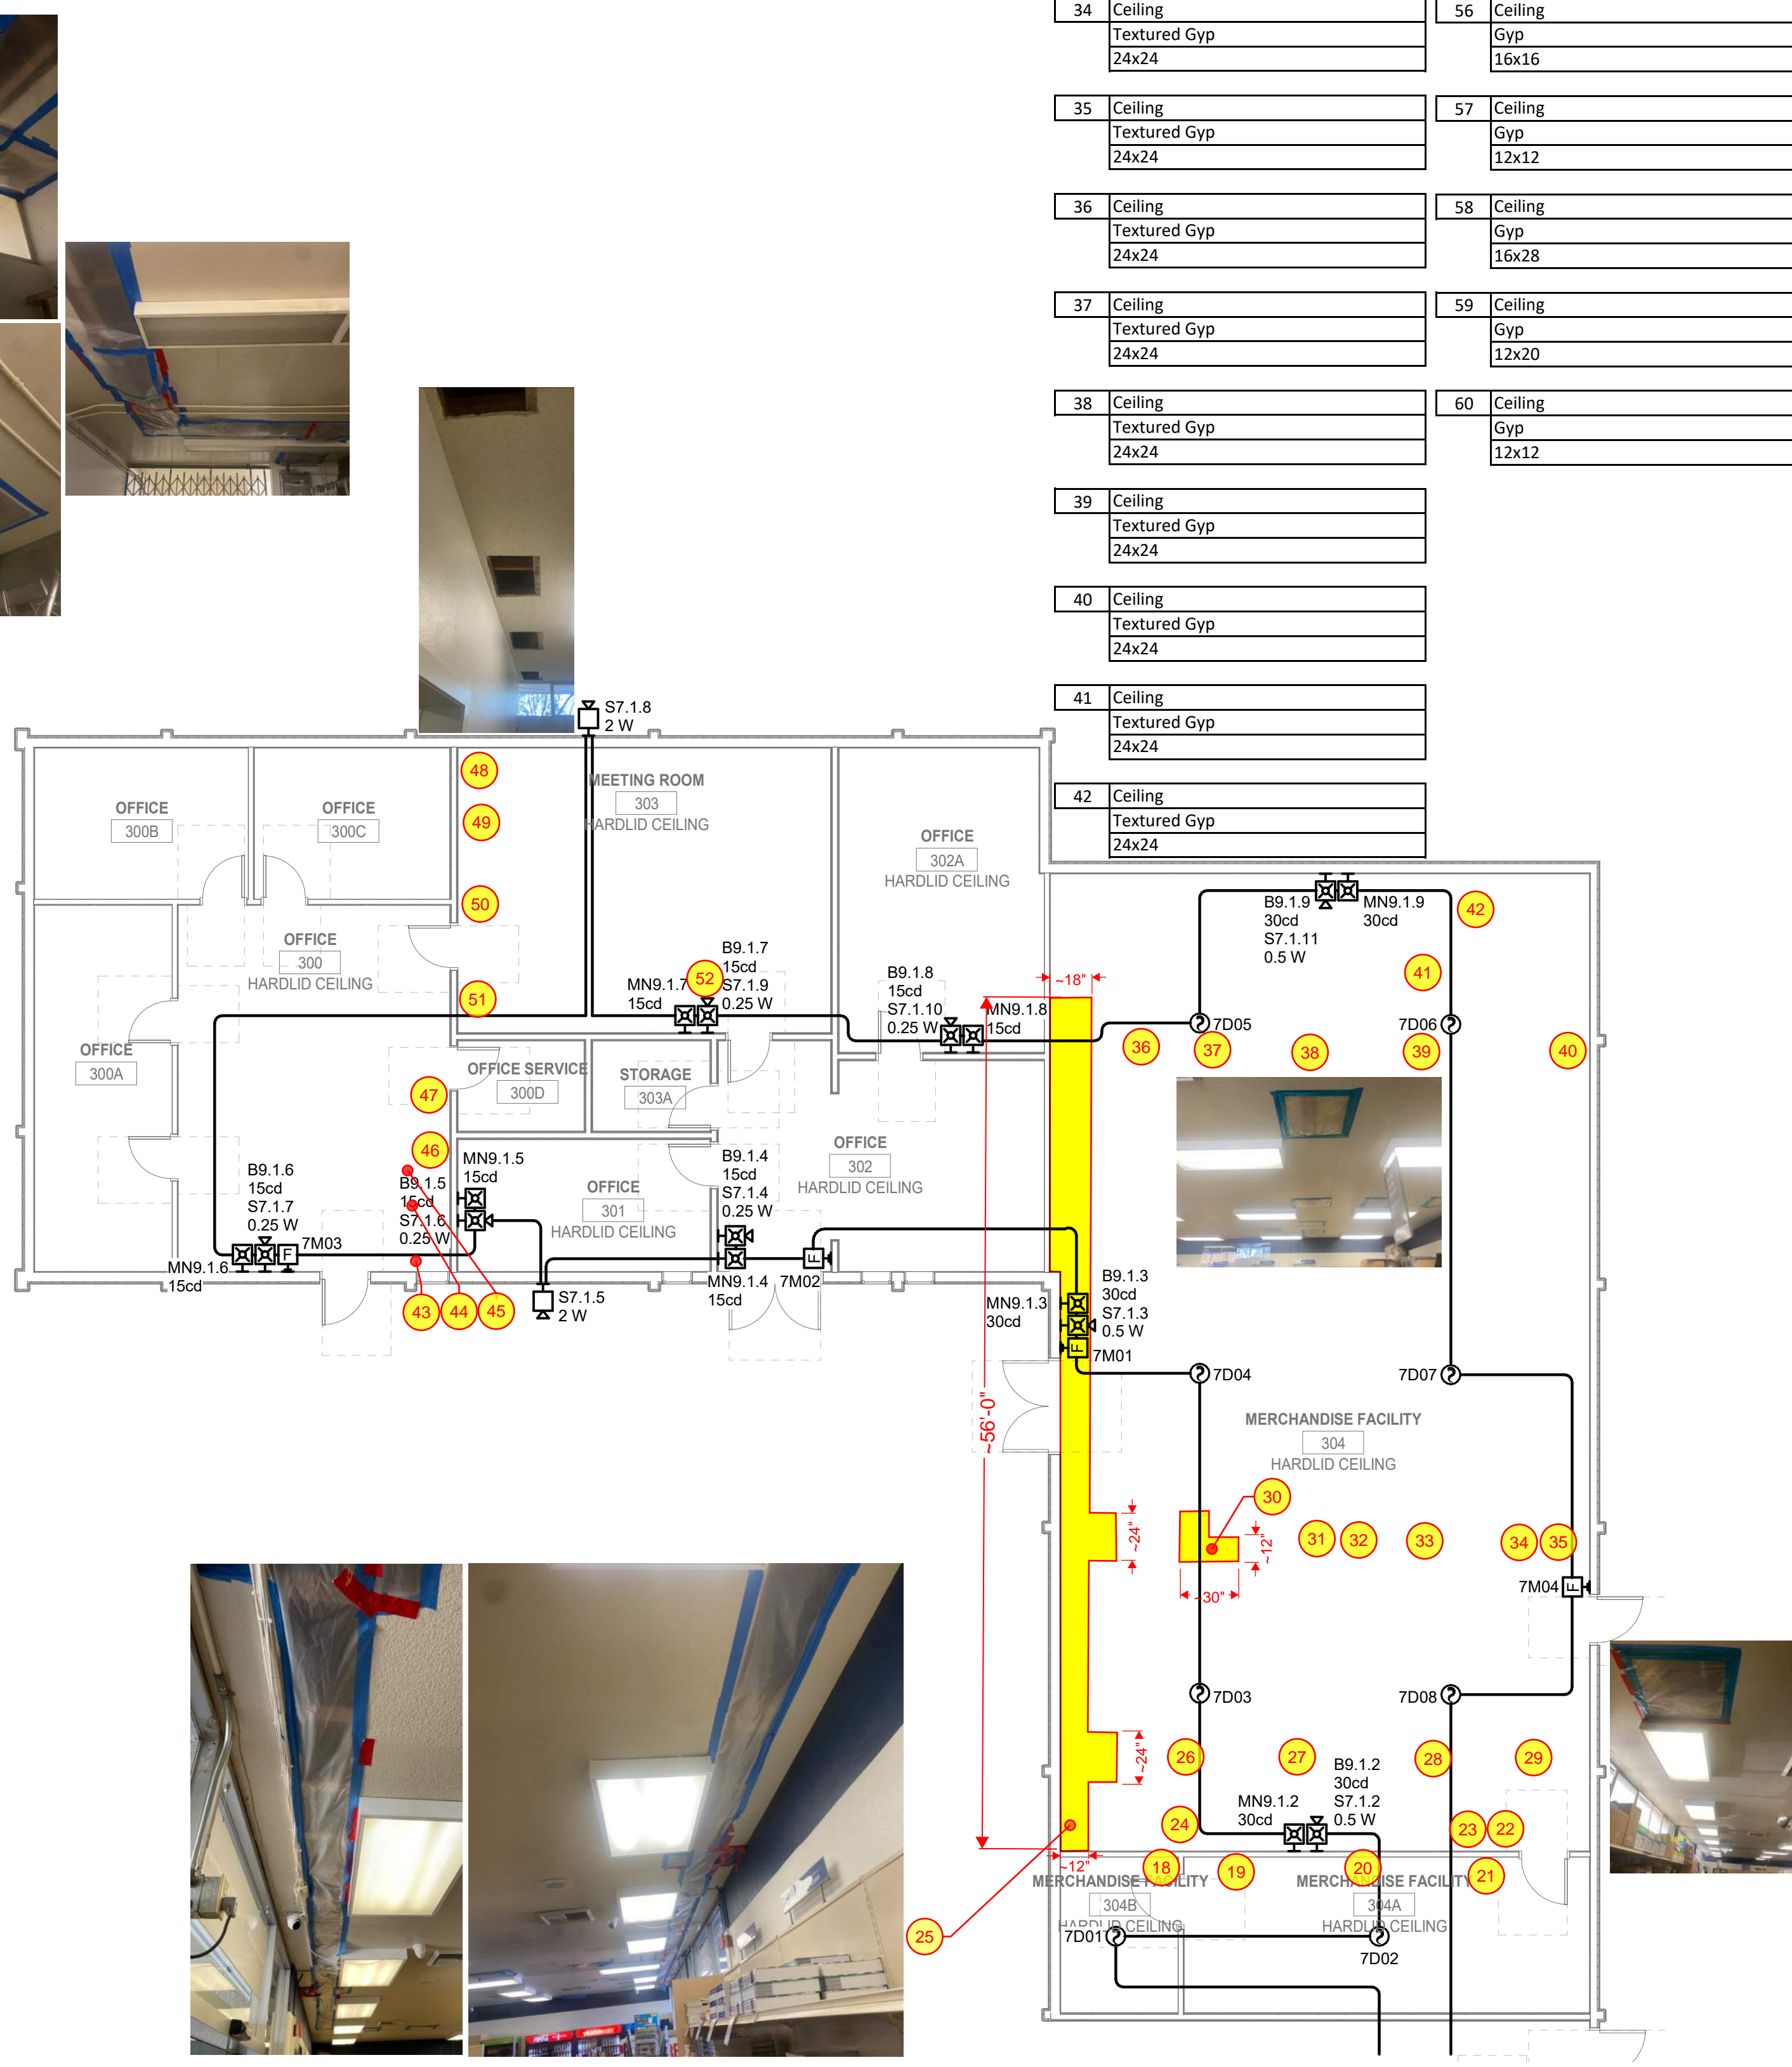 34 Ceiling
Textured Gyp
24x24
35 Ceiling
Textured Gyp
24x24
36 Ceiling
Textured Gyp
24x24
37 Ceiling
Textured Gyp
24x24
38 Ceiling
Textured Gyp
24x24
39 Ceiling
Textured Gyp
24x24
40 Ceiling
Textured Gyp
24x24
41 Ceiling
Textured Gyp
24x24
42 Ceiling
Textured Gyp
24x24
56 Ceiling
Gyp
16x16
57 Ceiling
Gyp
12x12
58 Ceiling
Gyp
16x28
59 Ceiling
Gyp
12x20
60 Ceiling
Gyp
12x12
S7.1.8
2 W
OFFICE
300B
OFFICE
300C
48
49
50
51
MEETING ROOM
303
HARDLID CEILING
OFFICE
302A
HARDLID CEILING
OFFICE
300
HARDLID CEILING
OFFICE
300A
MN9.1.7
15cd
52
B9.1.7
15cd
S7.1.9
0.25 W
B9.1.8
15cd
S7.1.10
0.25 W
MN9.1.8
15cd
OFFICE SERVICE
300D
STORAGE
303A
47
46
45
44
43
B9.1.6
15cd
S7.1.7
0.25 W
7M03
MN9.1.6
15cd
B9.1.5
15cd
S7.1.6
0.25 W
MN9.1.5
15cd
OFFICE
301
HARDLID CEILING
B9.1.4
15cd
S7.1.4
0.25 W
MN9.1.4
15cd
F
F
7M02
OFFICE
302
HARDLID CEILING
S7.1.5
2 W
~18"
~56'-0"
B9.1.9
30cd
S7.1.11
0.5 W
MN9.1.9
30cd
42
41
7D05
7D06
36
37
38
39
40
MN9.1.3
30cd
B9.1.3
30cd
S7.1.3
0.5 W
F
7M01
7D04
7D07
MERCHANDISE FACILITY
304
HARDLID CEILING
30
~24"
~12"
~30"
31
32
33
34
35
7M04
F
7D03
7D08
~24"
26
27
28
29
B9.1.2
30cd
S7.1.2
0.5 W
MN9.1.2
30cd
24
23
22
~12"
18
19
20
21
MERCHANDISE FACILITY
304B
HARDLID CEILING
MERCHANDISE FACILITY
304A
HARDLID CEILING
25
7D01
7D02